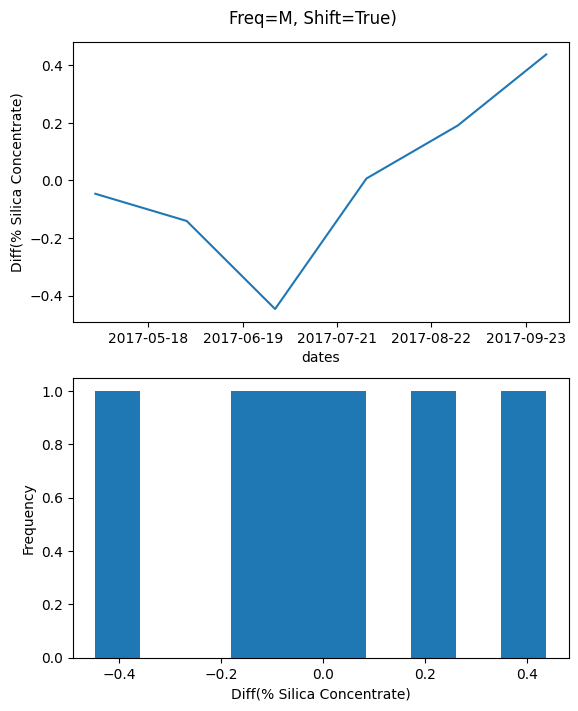 Freq=M, Shift=True)
0.4
0.2
0.0
−0.2
−0.4
Diff(% Silica Concentrate)
2017-05-18 2017-06-19 2017-07-21 2017-08-22 2017-09-23
dates
1.0
0.8
0.6
0.4
0.2
0.0
Frequency
−0.4 −0.2 0.0 0.2 0.4
Diff(% Silica Concentrate)